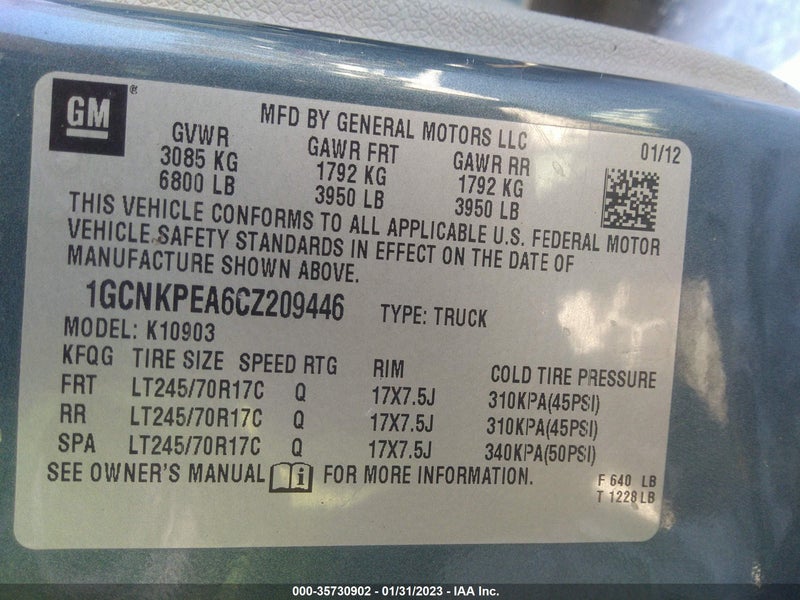 GM
MFD BY GENERAL MOTORS LLC
01/12
GVWR GAWR FRT GAWR RR
3085 KG 1792 KG 1792 KG
6800 LB 3950 LB 3950 LB
THIS VEHICLE CONFORMS TO ALL APPLICABLE U.S. FEDERAL MOTOR
VEHICLE SAFETY STANDARDS IN EFFECT ON THE DATE OF
MANUFACTURE SHOWN ABOVE.
1GCNKPEA6CZ209446 TYPE: TRUCK
MODEL: K10903
KFQG TIRE SIZE SPEED RTG RIM COLD TIRE PRESSURE
FRT LT245/70R17C Q 17X7.5J 310KPA(45PSI)
RR LT245/70R17C Q 17X7.5J 310KPA(45PSI)
SPA LT245/70R17C Q 17X7.5J 340KPA(50PSI)
SEE OWNER'S MANUAL i FOR MORE INFORMATION.
F 640 LB
T 1228 LB
000-35730902 - 01/31/2023 - IAA Inc.